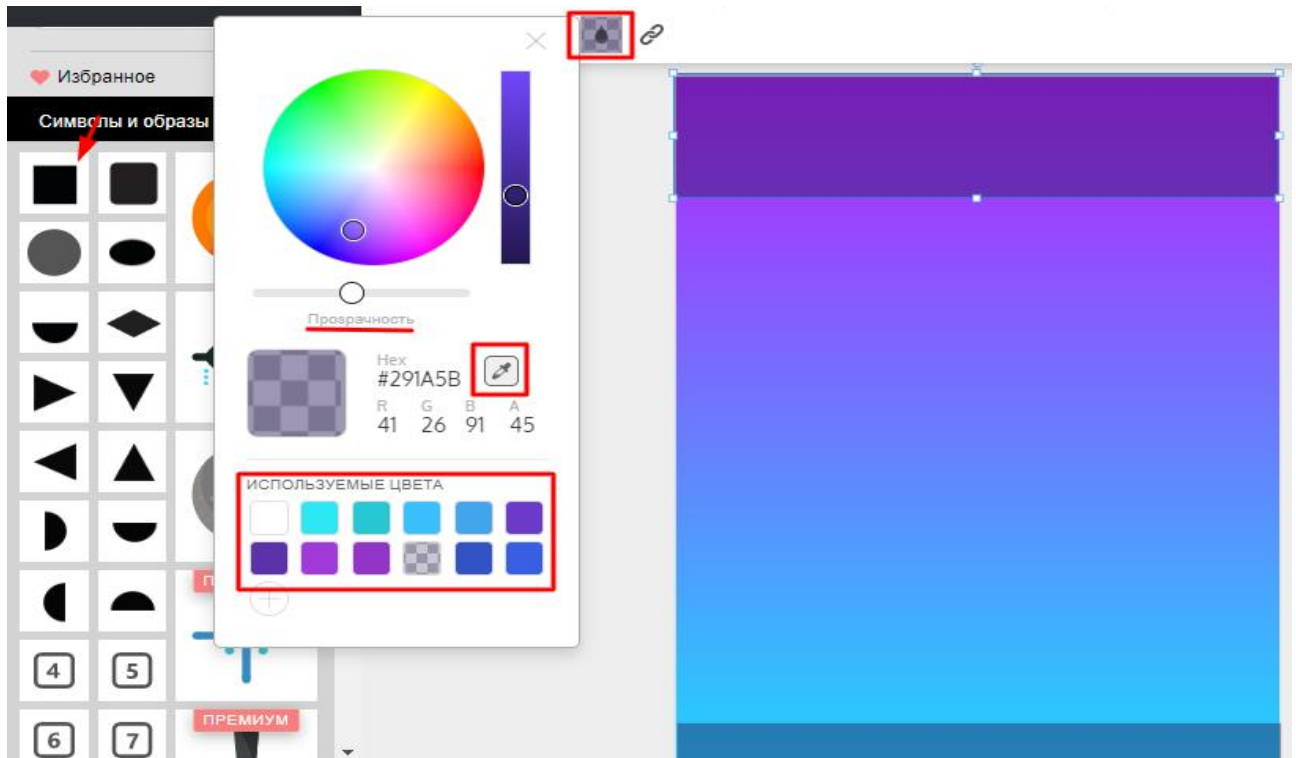 Избранное
Символы и образы
Прозрачность
Hex
#291A5B
R G B A
41 26 91 45
ИСПОЛЬЗУЕМЫЕ ЦВЕТА
П
4 5
ПРЕМИУМ
6 7